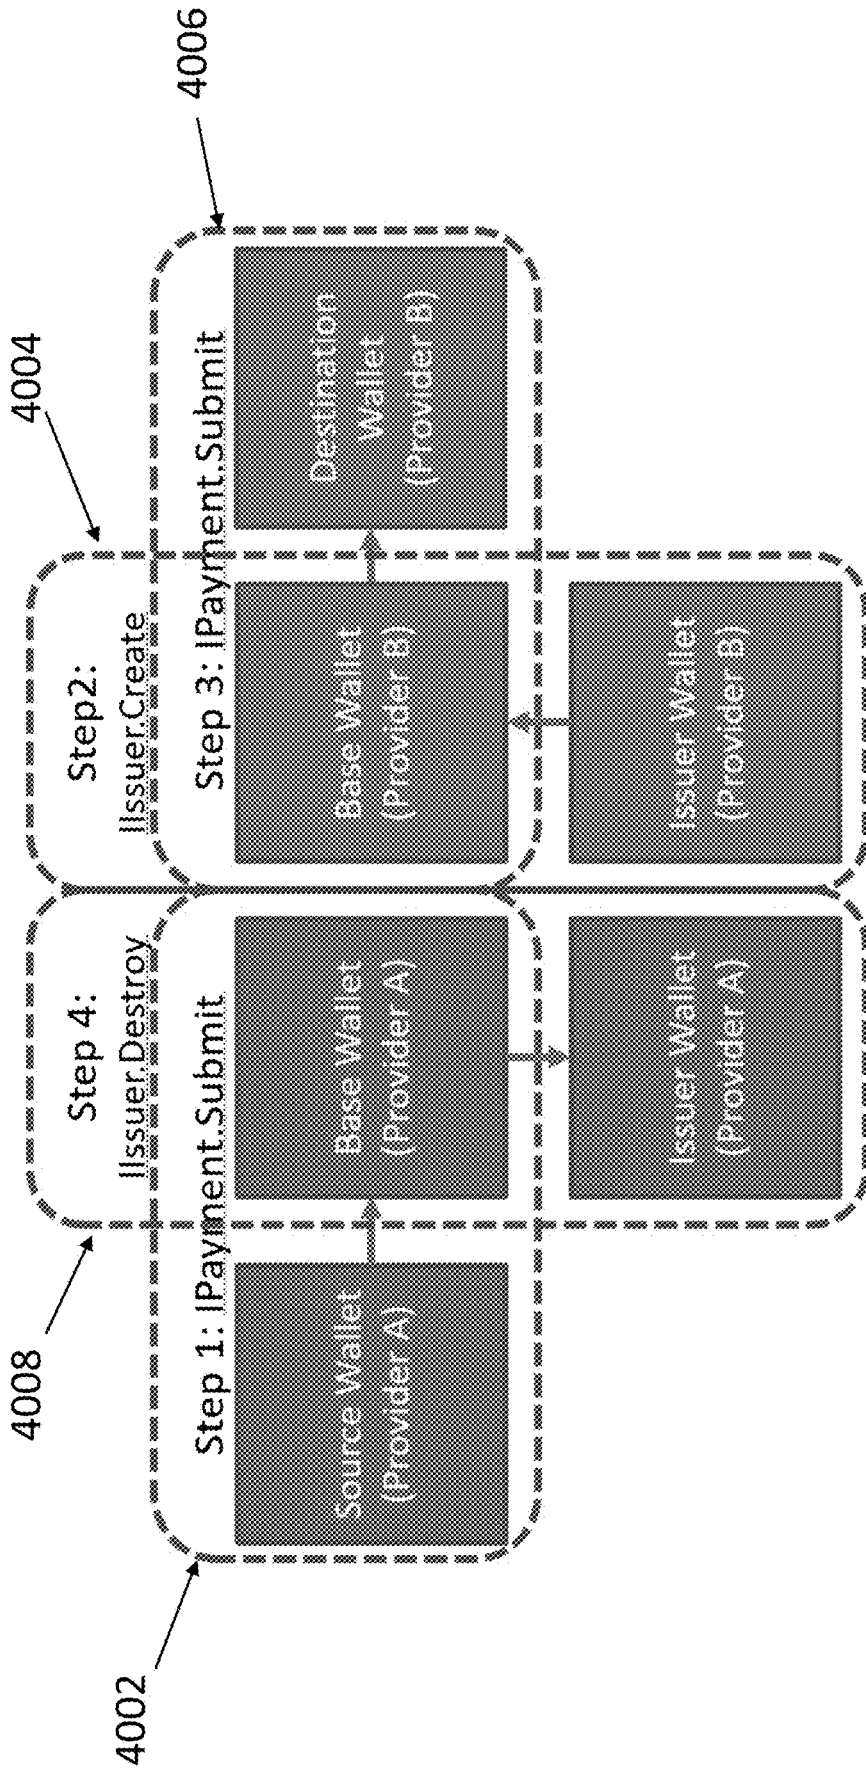 4008
4004
4006
Step 4:
IIssuer.Destroy
Step2:
IIssuer.Create
Step 1: IPayment.Submit
Step 3: IPayment.Submit
Source Wallet
(Provider A)
Base Wallet
(Provider A)
Base Wallet
(Provider B)
Destination
Wallet
(Provider B)
Issuer Wallet
(Provider A)
Issuer Wallet
(Provider B)
4002